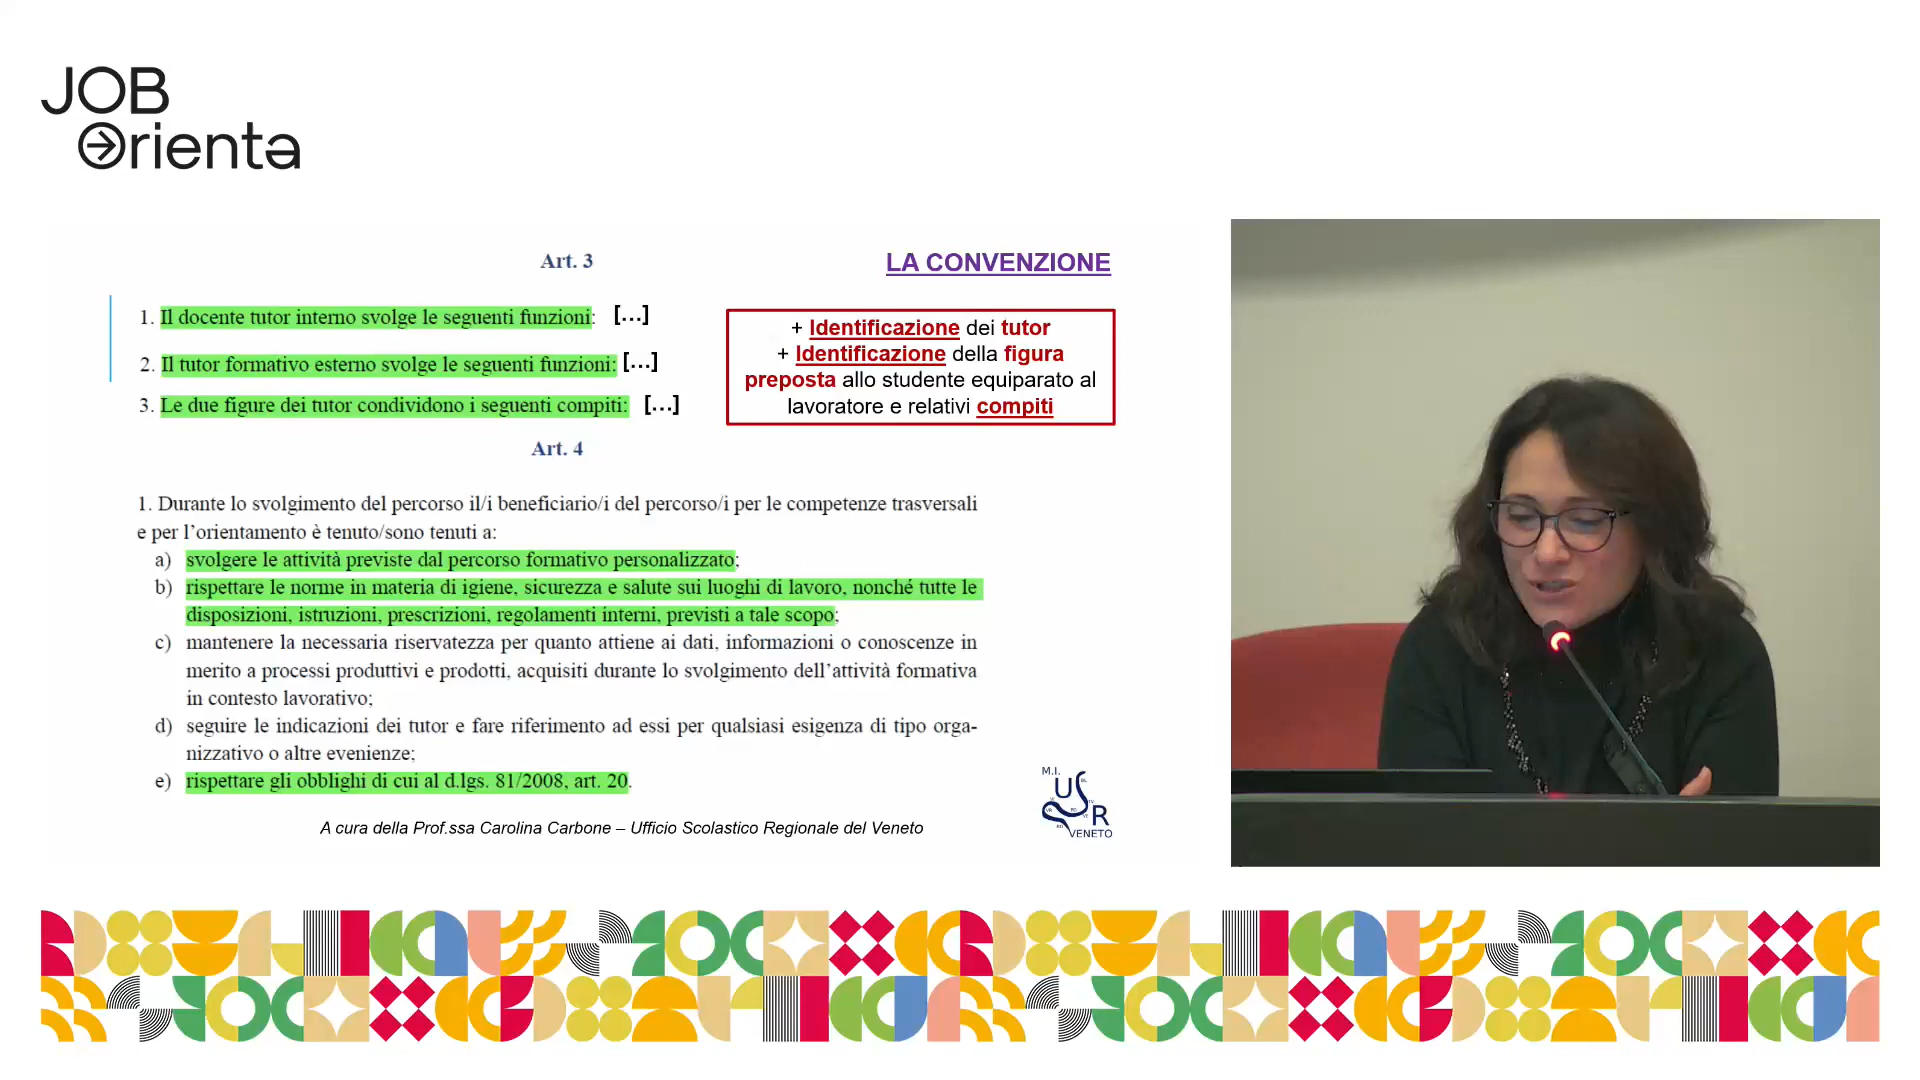 JOB
Orienta
Art. 3
LA CONVENZIONE
1. Il docente tutor interno svolge le seguenti funzioni: [...]
2. Il tutor formativo esterno svolge le seguenti funzioni: [...]
3. Le due figure dei tutor condividono i seguenti compiti: [...]
+ Identificazione dei tutor
+ Identificazione della figura
preposta allo studente equiparato al
lavoratore e relativi compiti
Art. 4
1. Durante lo svolgimento del percorso il/i beneficiario/i del percorso/i per le competenze trasversali
e per l’orientamento è tenuto/sono tenuti a:
a) svolgere le attività previste dal percorso formativo personalizzato;
b) rispettare le norme in materia di igiene, sicurezza e salute sui luoghi di lavoro, nonché tutte le
disposizioni, istruzioni, prescrizioni, regolamenti interni, previsti a tale scopo;
c) mantenere la necessaria riservatezza per quanto attiene ai dati, informazioni o conoscenze in
merito a processi produttivi e prodotti, acquisiti durante lo svolgimento dell’attività formativa
in contesto lavorativo;
d) seguire le indicazioni dei tutor e fare riferimento ad essi per qualsiasi esigenza di tipo orga-
nizzativo o altre evenienze;
e) rispettare gli obblighi di cui al d.lgs. 81/2008, art. 20.
A cura della Prof.ssa Carolina Carbone – Ufficio Scolastico Regionale del Veneto
M.I.
USR
VENETO